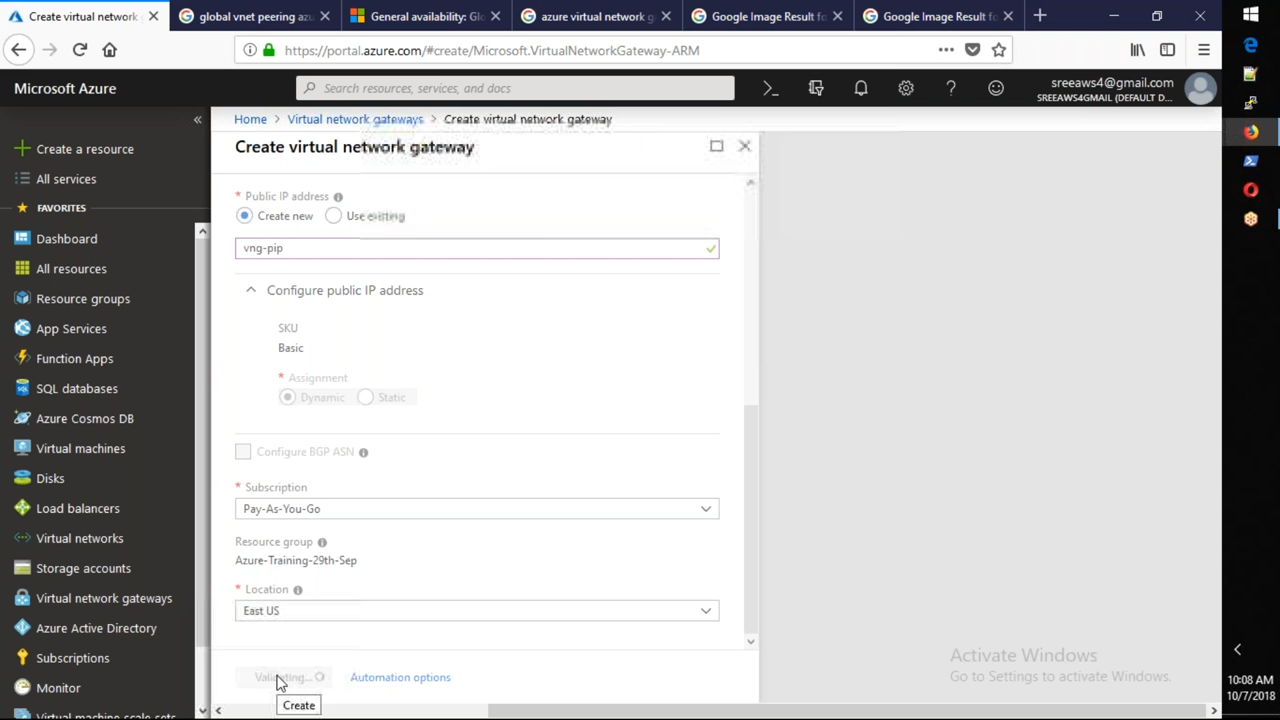 Create virtual network
global vnet peering azu
General availability: Glo
azure virtual network g
Google Image Result fo
Google Image Result fo
https://portal.azure.com/#create/Microsoft.VirtualNetworkGateway-ARM
Microsoft Azure
Search resources, services, and docs
sreeaws4@gmail.com
SREEAWS4GMAIL (DEFAULT D...
Home > Virtual network gateways > Create virtual network gateway
Create a resource
All services
FAVORITES
Dashboard
All resources
Resource groups
App Services
Function Apps
SQL databases
Azure Cosmos DB
Virtual machines
Disks
Load balancers
Virtual networks
Storage accounts
Virtual network gateways
Azure Active Directory
Subscriptions
Monitor
Virtual machine scale sets
Create virtual network gateway
* Public IP address
Create new
Use existing
vng-pip
Configure public IP address
SKU
Basic
* Assignment
Dynamic
Static
Configure BGP ASN
* Subscription
Pay-As-You-Go
Resource group
Azure-Training-29th-Sep
* Location
East US
Validating...
Automation options
Create
Activate Windows
Go to Settings to activate Windows.
10:08 AM
10/7/2018